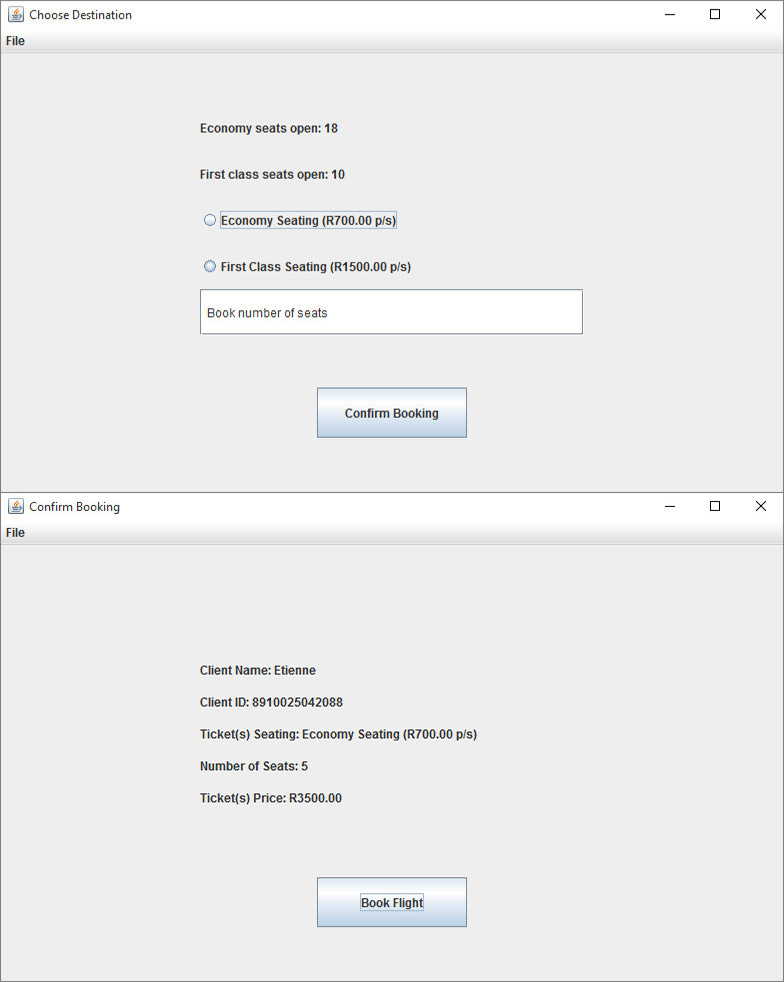 Choose Destination
File
Economy seats open: 18
First class seats open: 10
Economy Seating (R700.00 p/s)
First Class Seating (R1500.00 p/s)
Book number of seats
Confirm Booking
Confirm Booking
File
Client Name: Etienne
Client ID: 8910025042088
Ticket(s) Seating: Economy Seating (R700.00 p/s)
Number of Seats: 5
Ticket(s) Price: R3500.00
Book Flight